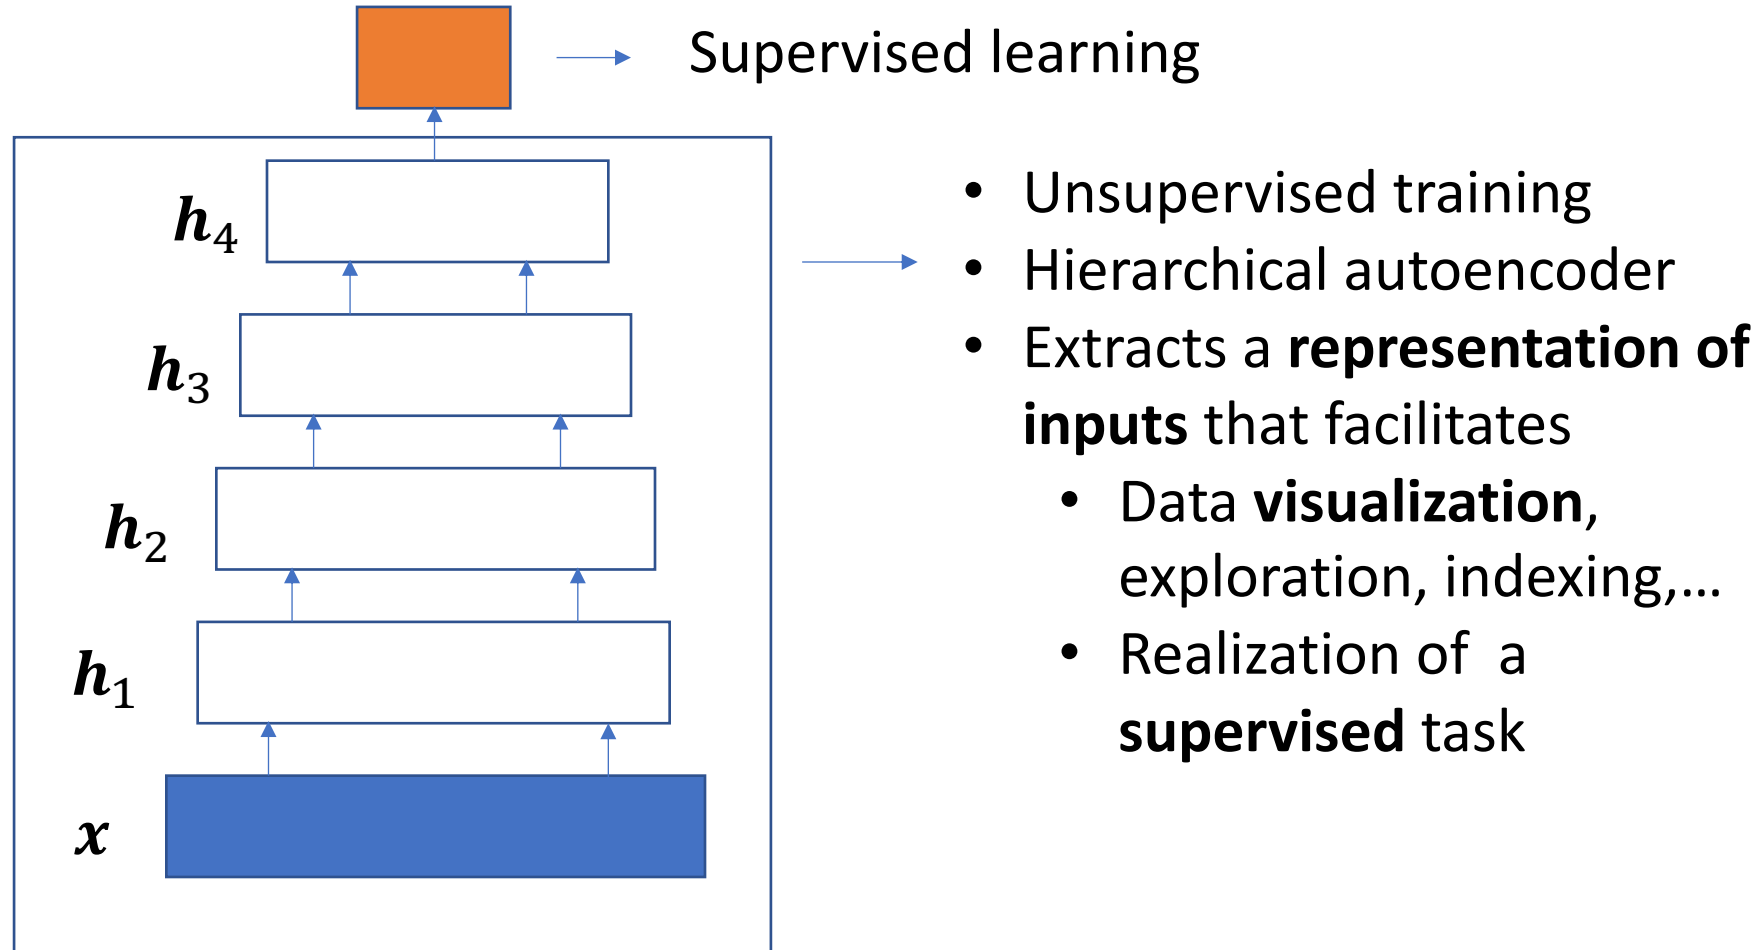 Supervised learning
h4
h3
h2
h1
x
• Unsupervised training
• Hierarchical autoencoder
• Extracts a representation of
inputs that facilitates
• Data visualization,
exploration, indexing,…
• Realization of  a
supervised task